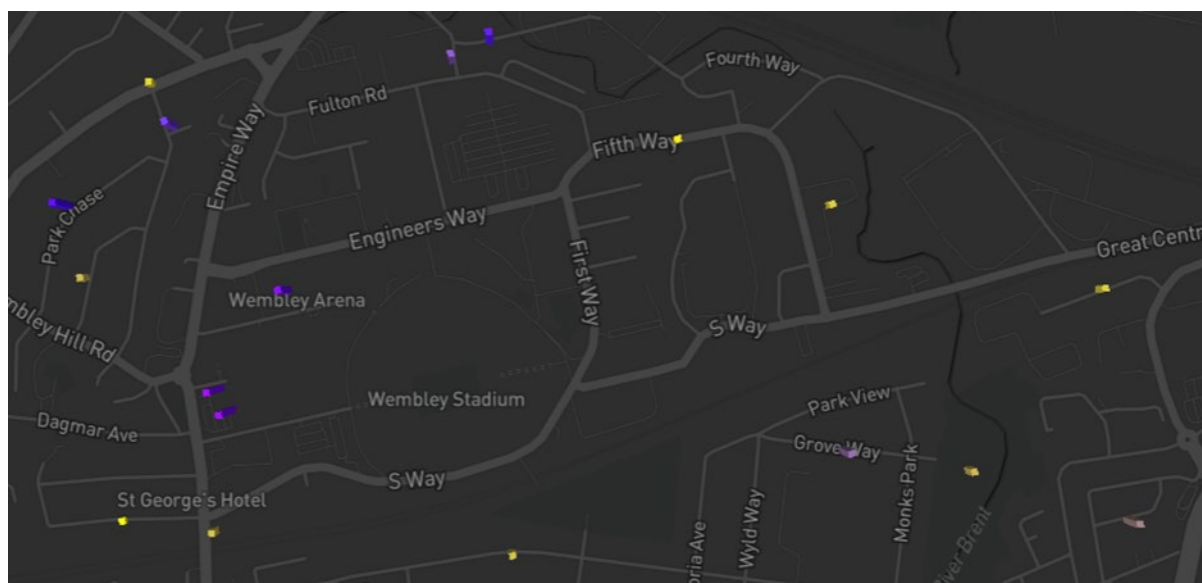 Fourth Way
Fulton Rd
Empire Way
Fifth Way
Park Chase
Engineers Way
First Way
Great Centr
Wembley Arena
S Way
mbley Hill Rd
Wembley Stadium
Park View
Dagmar Ave
Grove Way
Monks Park
S Way
St George's Hotel
Wyld Way
oria Ave
River Brent